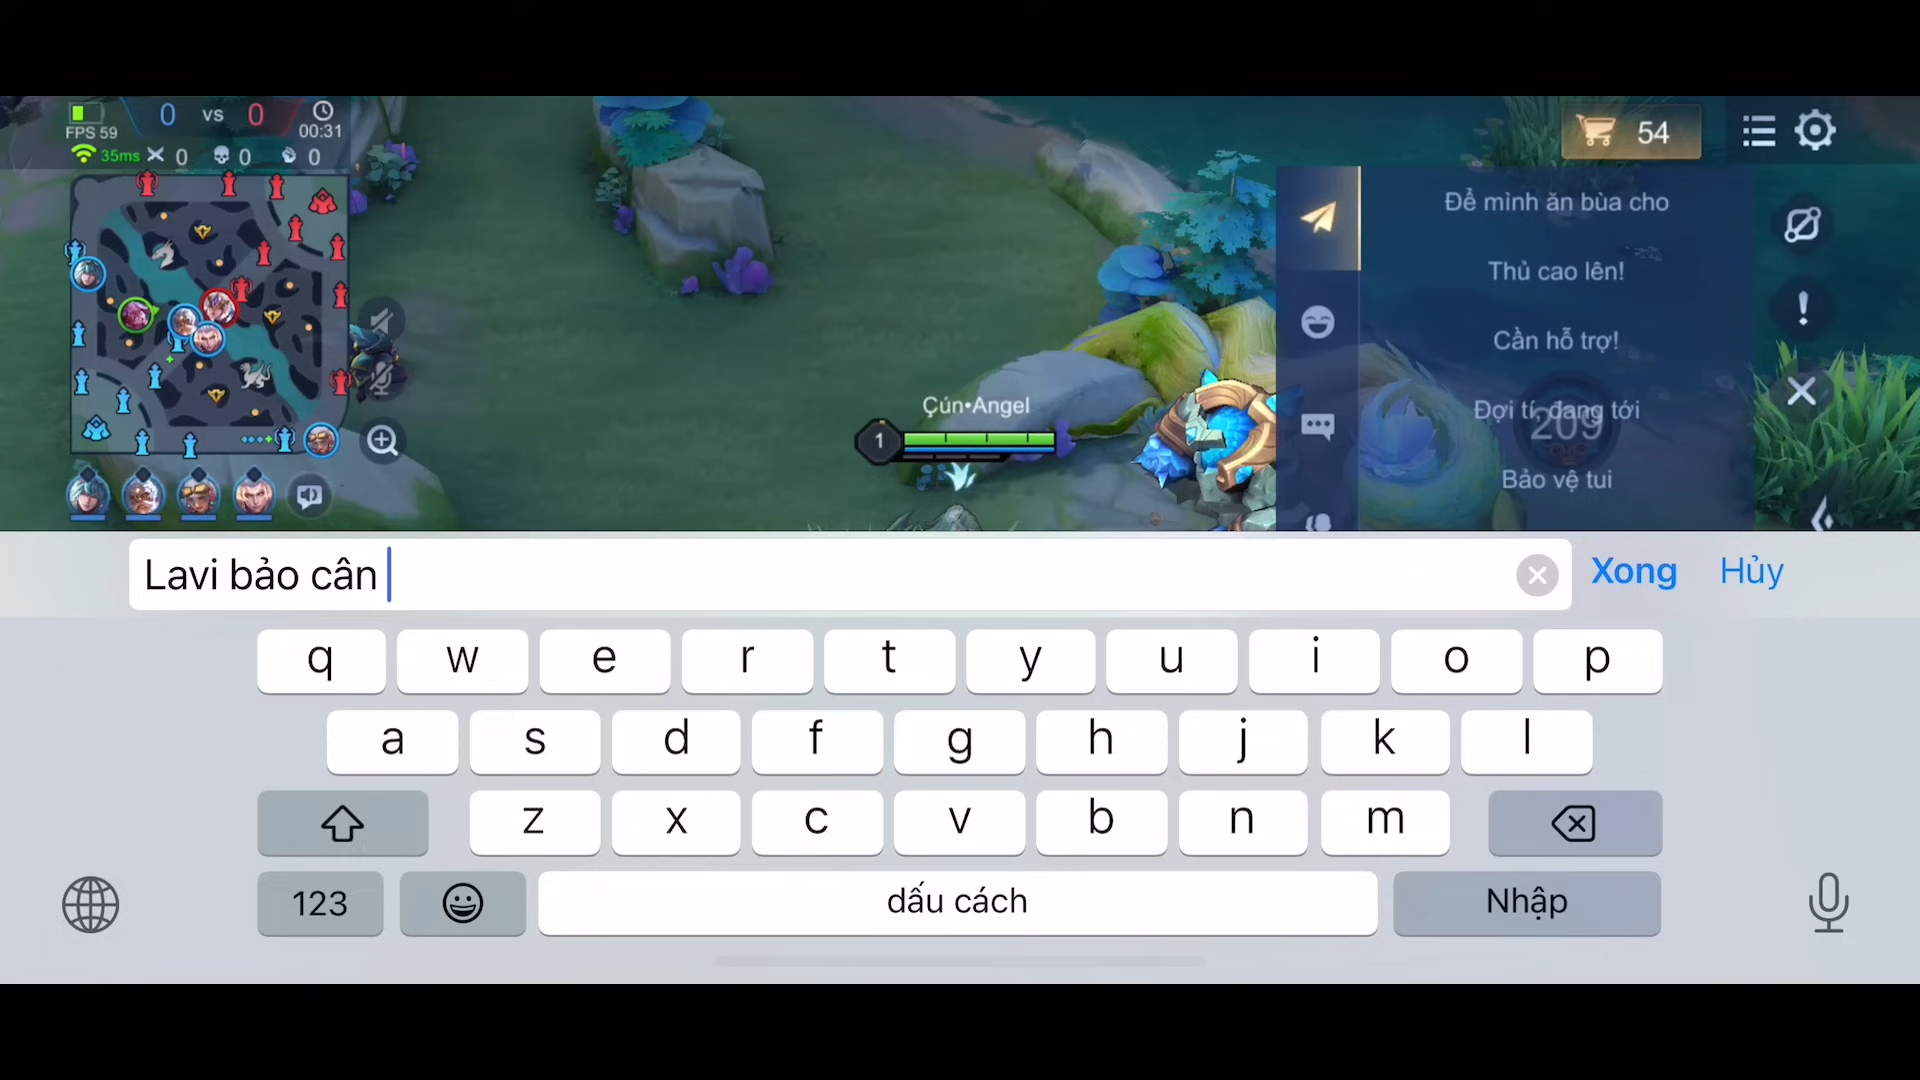 0 vs 0
FPS 59
00:31
35ms 0 0 0
54
Để mình ăn bùa cho
Thủ cao lên!
Cần hỗ trợ!
Đợi tí, đang tới
209
Bảo vệ tui
Çún•Angel
1
Lavi bảo cân
Xong Hủy
q w e r t y u i o p
a s d f g h j k l
z x c v b n m
123 dấu cách Nhập